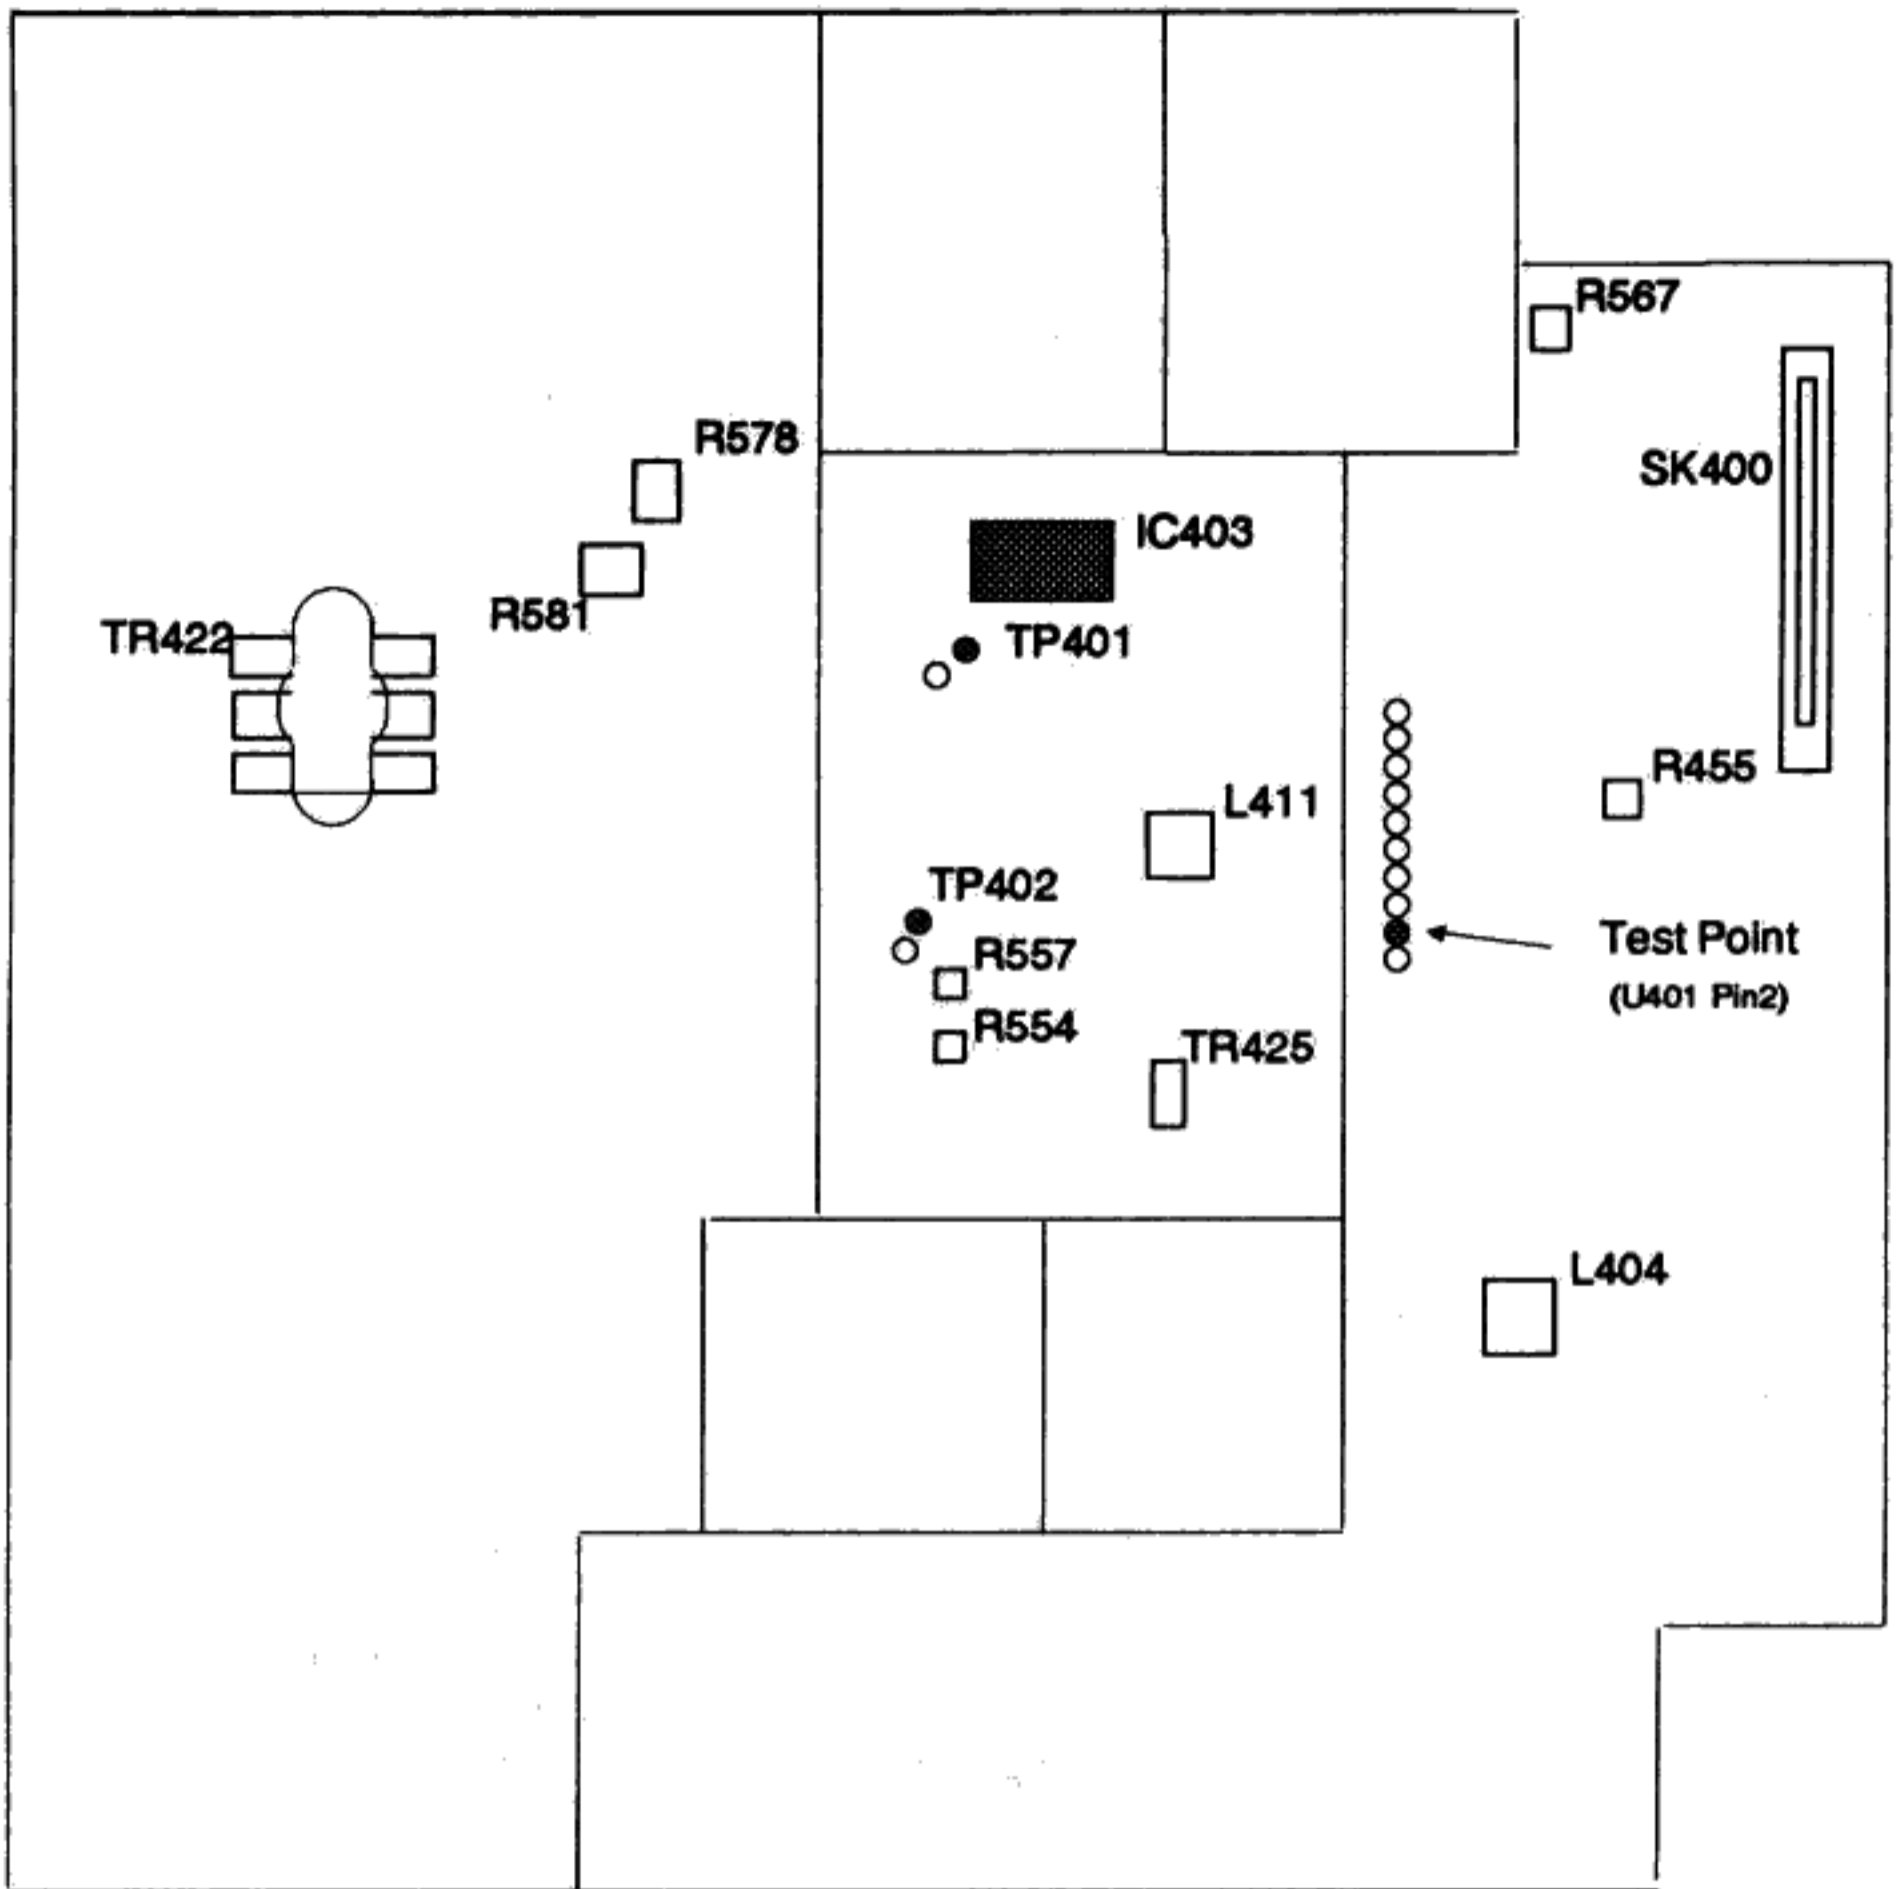 R567
R578
SK400
IC403
R581
TR422
TP401
R455
L411
TP402
Test Point
R557
(U401 Pin2)
R554
TR425
L404